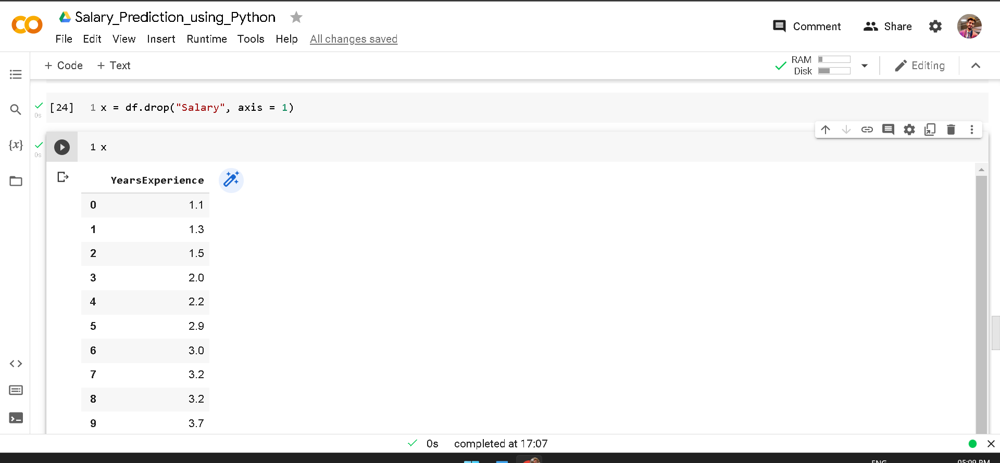 Salary_Prediction_using_Python
File Edit View Insert Runtime Tools Help All changes saved
Comment
Share
+ Code + Text
RAM
Disk
Editing
[24] 1 x = df.drop("Salary", axis = 1)
0s
{x}
1 x
0s
YearsExperience
0 1.1
1 1.3
2 1.5
3 2.0
4 2.2
5 2.9
6 3.0
7 3.2
8 3.2
9 3.7
0s completed at 17:07
ENG
05:09 PM